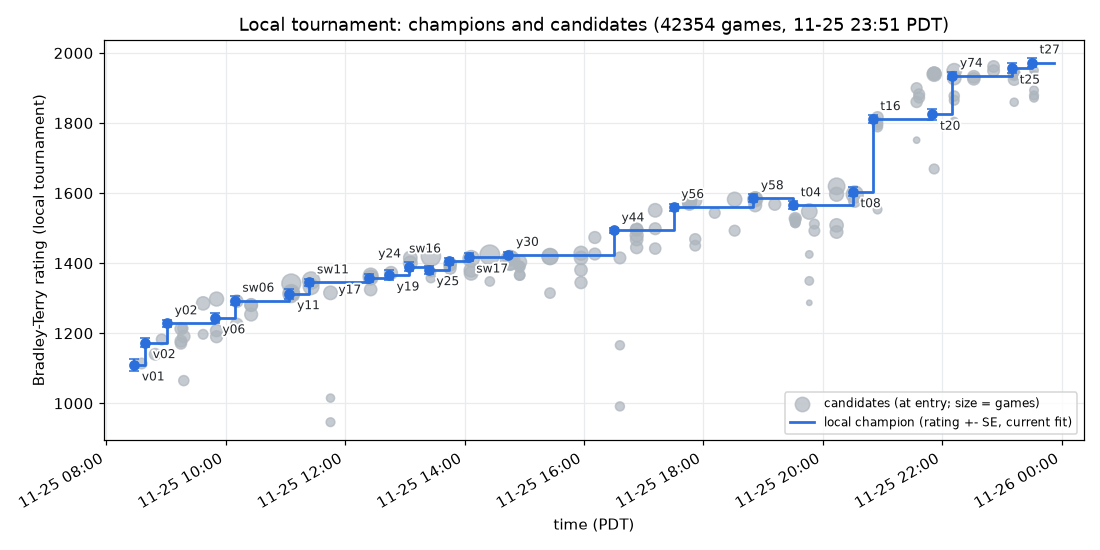 Local tournament: champions and candidates (42354 games, 11-25 23:51 PDT)
Bradley-Terry rating (local tournament)
2000
1800
1600
1400
1200
1000
v01
v02
y02
y06
sw06
y11
sw11
y17
y24
y19
sw16
y25
sw17
y30
y44
y56
y58
t04
t08
t16
t20
y74
t25
t27
candidates (at entry; size = games)
local champion (rating +- SE, current fit)
11-25 08:00
11-25 10:00
11-25 12:00
11-25 14:00
11-25 16:00
11-25 18:00
11-25 20:00
11-25 22:00
11-26 00:00
time (PDT)